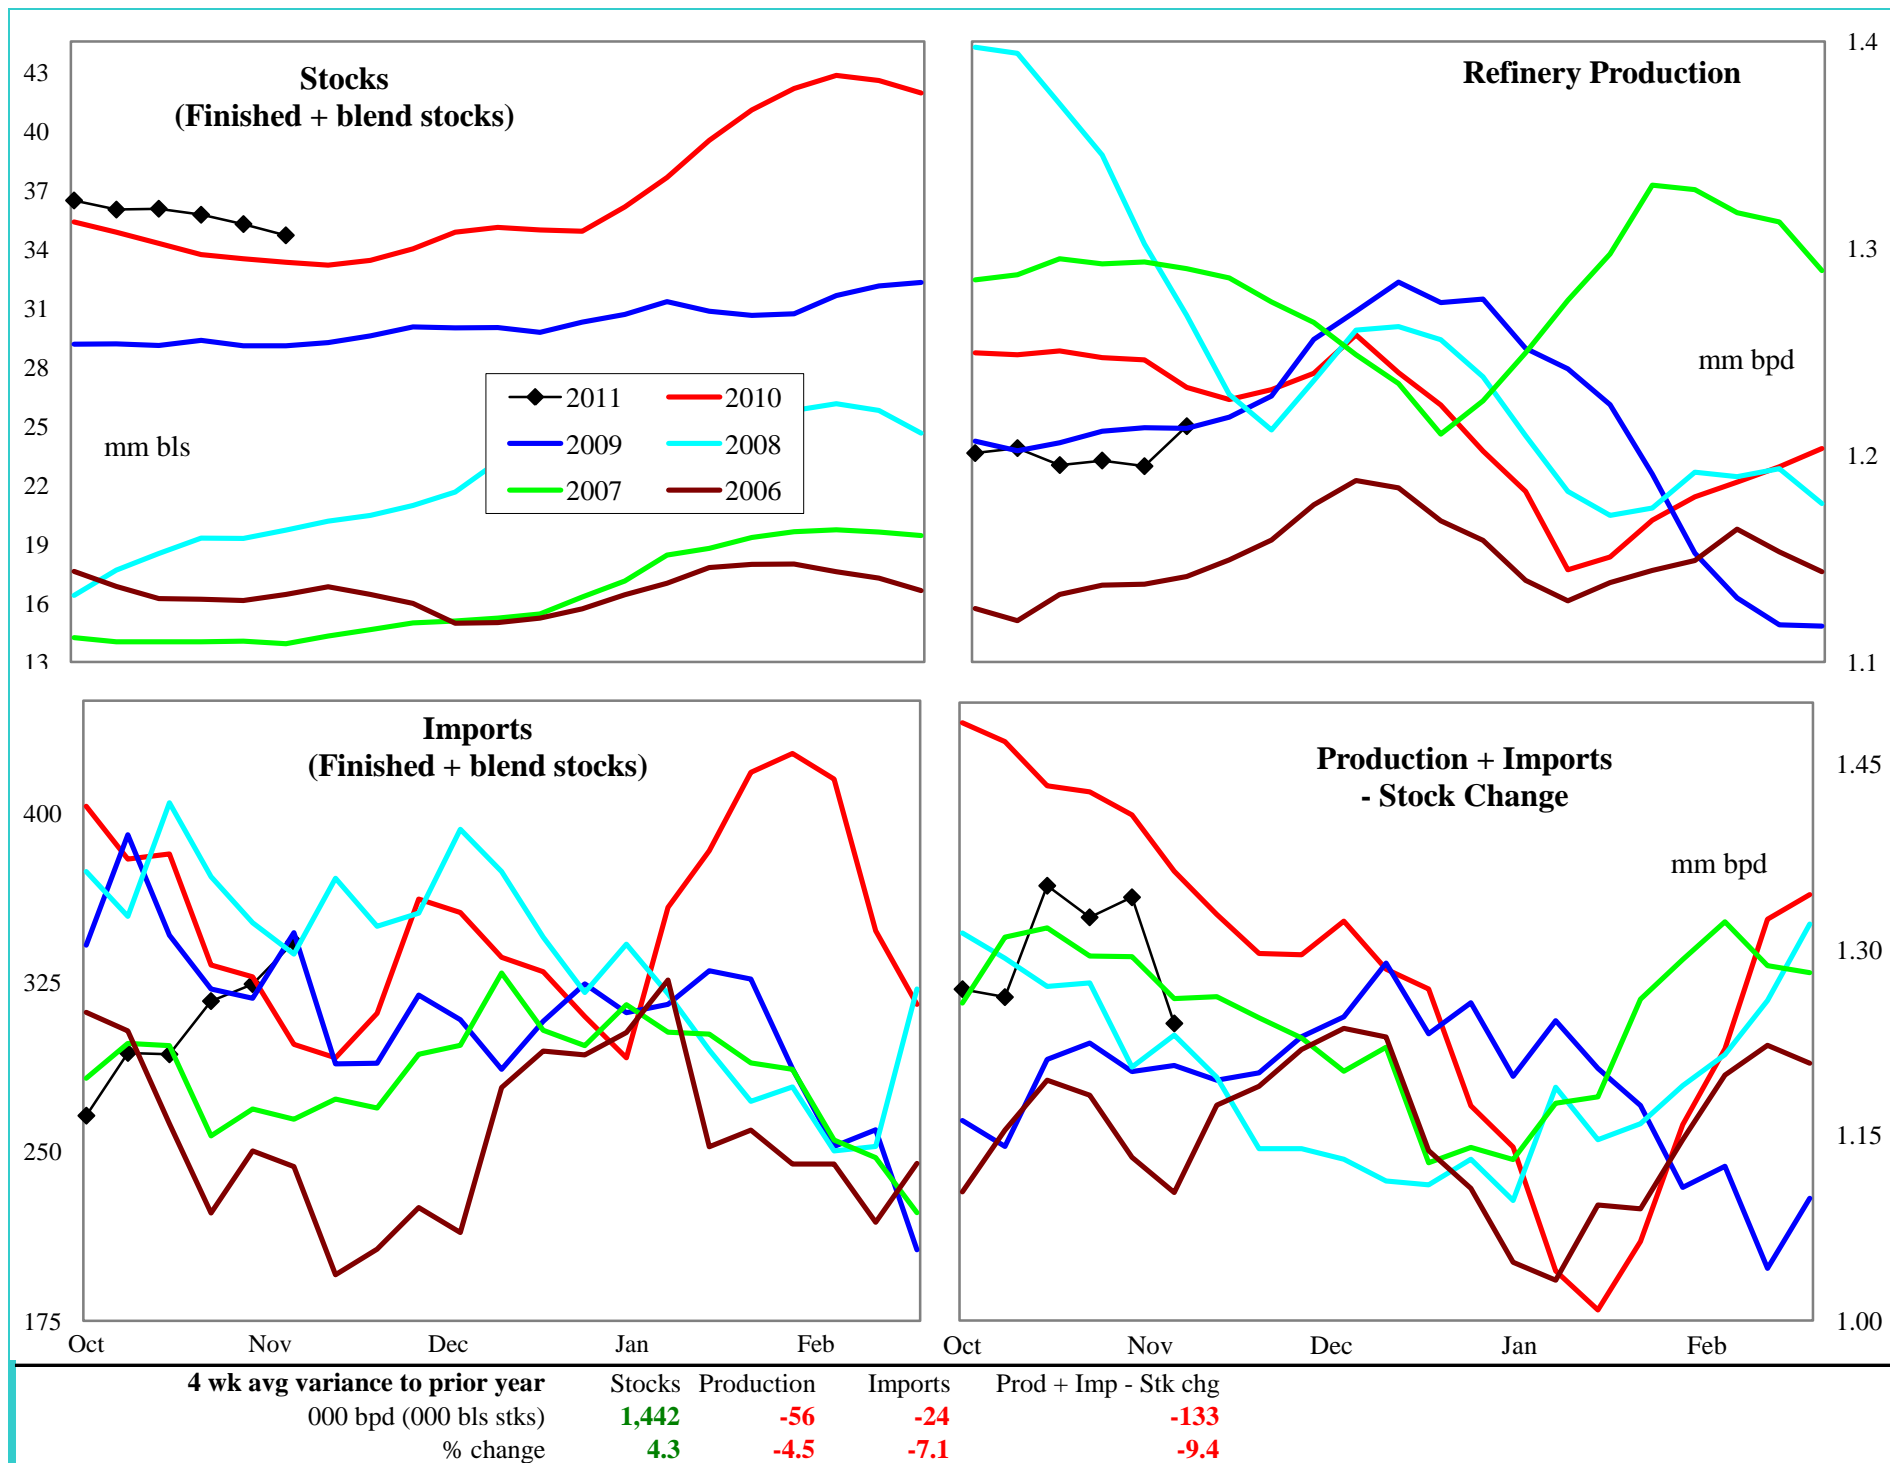 Stocks
(Finished + blend stocks)
43
40
37
34
31
28
25
22
19
16
13
mm bls
2011
2010
2009
2008
2007
2006
Refinery Production
mm bpd
1.4
1.3
1.2
1.1
Imports
(Finished + blend stocks)
400
325
250
175
Oct Nov Dec Jan Feb
Production + Imports
- Stock Change
mm bpd
1.45
1.30
1.15
1.00
Oct Nov Dec Jan Feb
4 wk avg variance to prior year Stocks Production Imports Prod + Imp - Stk chg
000 bpd (000 bls stks) 1,442 -56 -24 -133
% change 4.3 -4.5 -7.1 -9.4